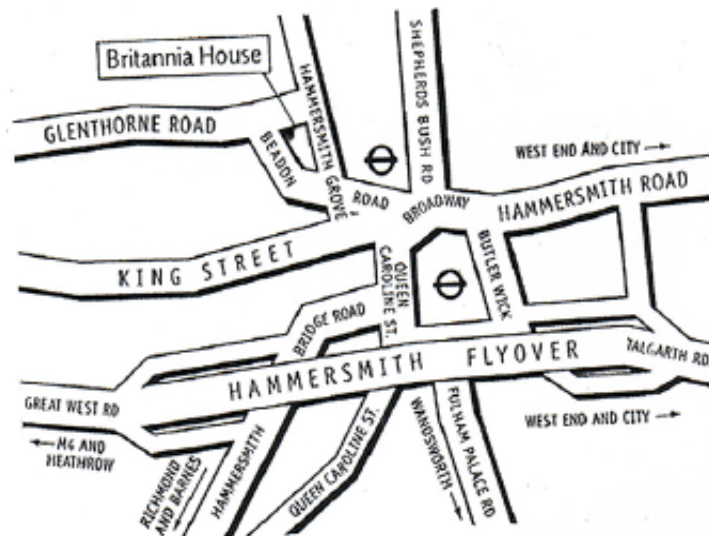 Britannia House
HAMMERSMITH GROVE
SHEPHERDS BUSH RD
GLENTHORNE ROAD
BEADON
ROAD
BROADWAY
WEST END AND CITY →
HAMMERSMITH ROAD
KING STREET
QUEEN
CAROLINE ST.
BUTLER WICK
BRIDGE ROAD
HAMMERSMITH FLYOVER
TALGARTH RD
GREAT WEST RD
← M4 AND
HEATHROW
RICHMOND
AND BARNES
HAMMERSMITH
QUEEN CAROLINE ST.
WANDSWORTH →
FULHAM PALACE RD
WEST END AND CITY →